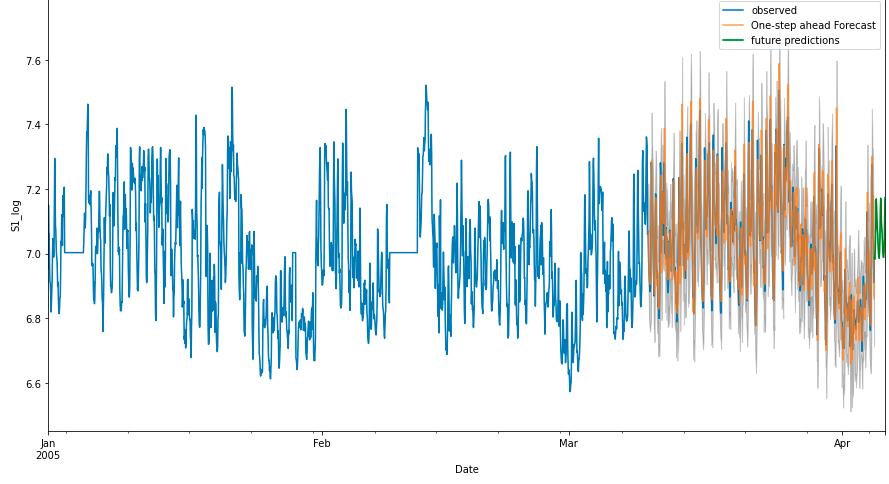 observed
One-step ahead Forecast
future predictions
7.6
7.4
7.2
7.0
6.8
6.6
S1_log
Jan
2005
Feb
Mar
Apr
Date